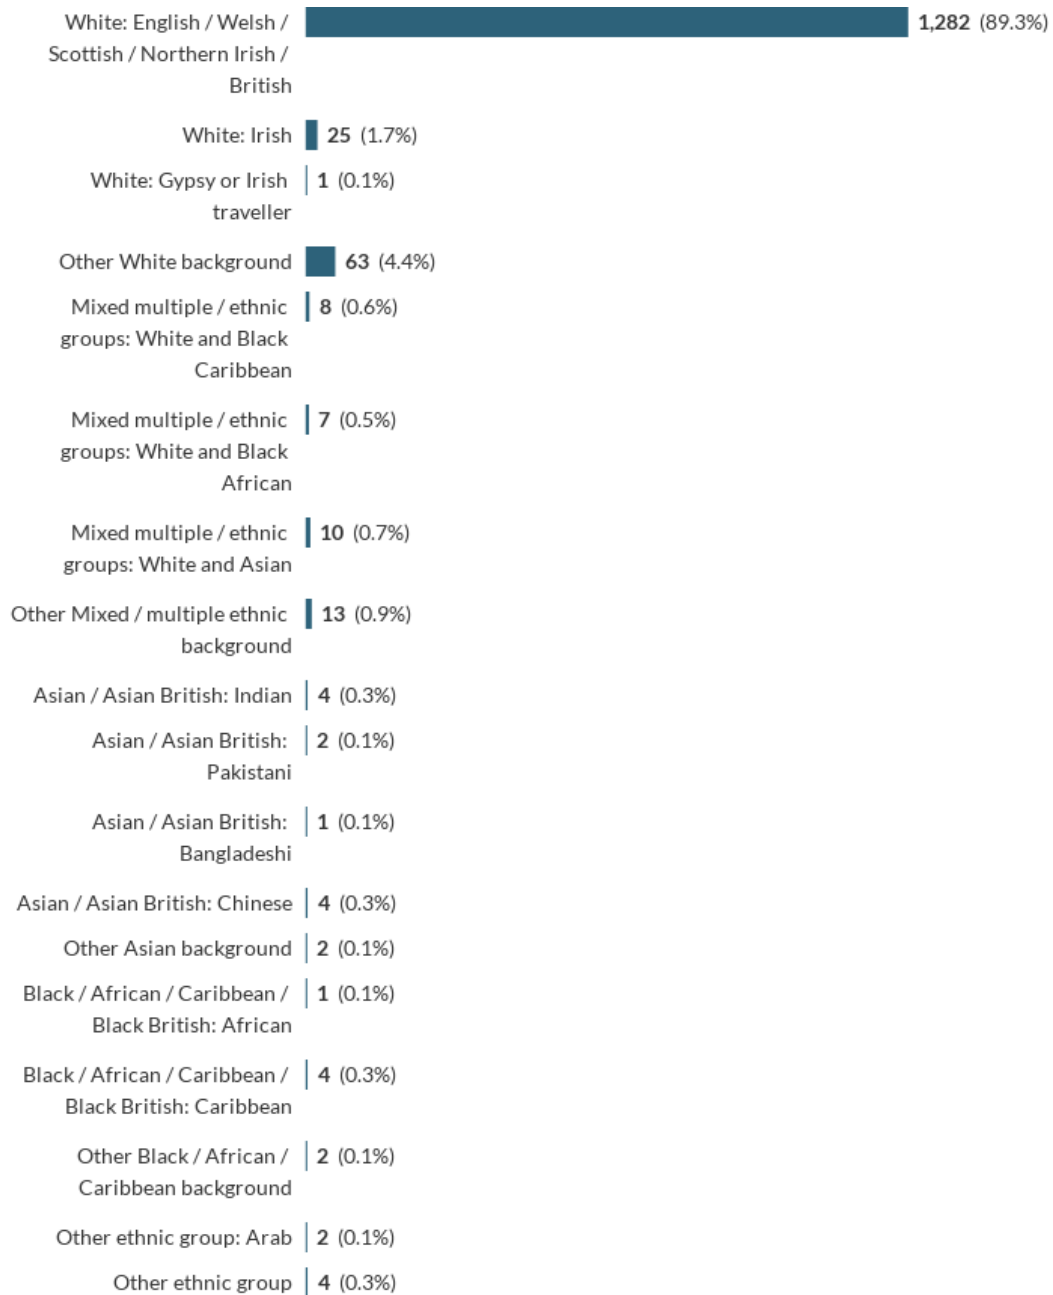 White: English / Welsh / 1,282 (89.3%)
Scottish / Northern Irish /
British
White: Irish 25 (1.7%)
White: Gypsy or Irish 1 (0.1%)
traveller
Other White background 63 (4.4%)
Mixed multiple / ethnic 8 (0.6%)
groups: White and Black
Caribbean
Mixed multiple / ethnic 7 (0.5%)
groups: White and Black
African
Mixed multiple / ethnic 10 (0.7%)
groups: White and Asian
Other Mixed / multiple ethnic 13 (0.9%)
background
Asian / Asian British: Indian 4 (0.3%)
Asian / Asian British: 2 (0.1%)
Pakistani
Asian / Asian British: 1 (0.1%)
Bangladeshi
Asian / Asian British: Chinese 4 (0.3%)
Other Asian background 2 (0.1%)
Black / African / Caribbean / 1 (0.1%)
Black British: African
Black / African / Caribbean / 4 (0.3%)
Black British: Caribbean
Other Black / African / 2 (0.1%)
Caribbean background
Other ethnic group: Arab 2 (0.1%)
Other ethnic group 4 (0.3%)